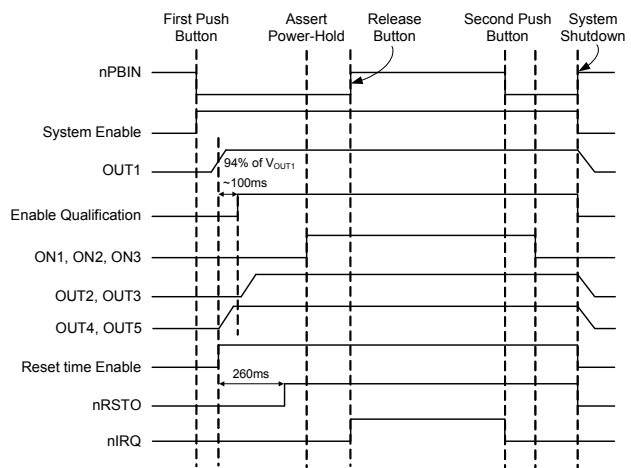 First Push
Button
Assert
Power-Hold
Release
Button
Second Push
Button
System
Shutdown
nPBIN
System Enable
OUT1
94% of VOUT1
~100ms
Enable Qualification
ON1, ON2, ON3
OUT2, OUT3
OUT4, OUT5
Reset time Enable
260ms
nRSTO
nIRQ